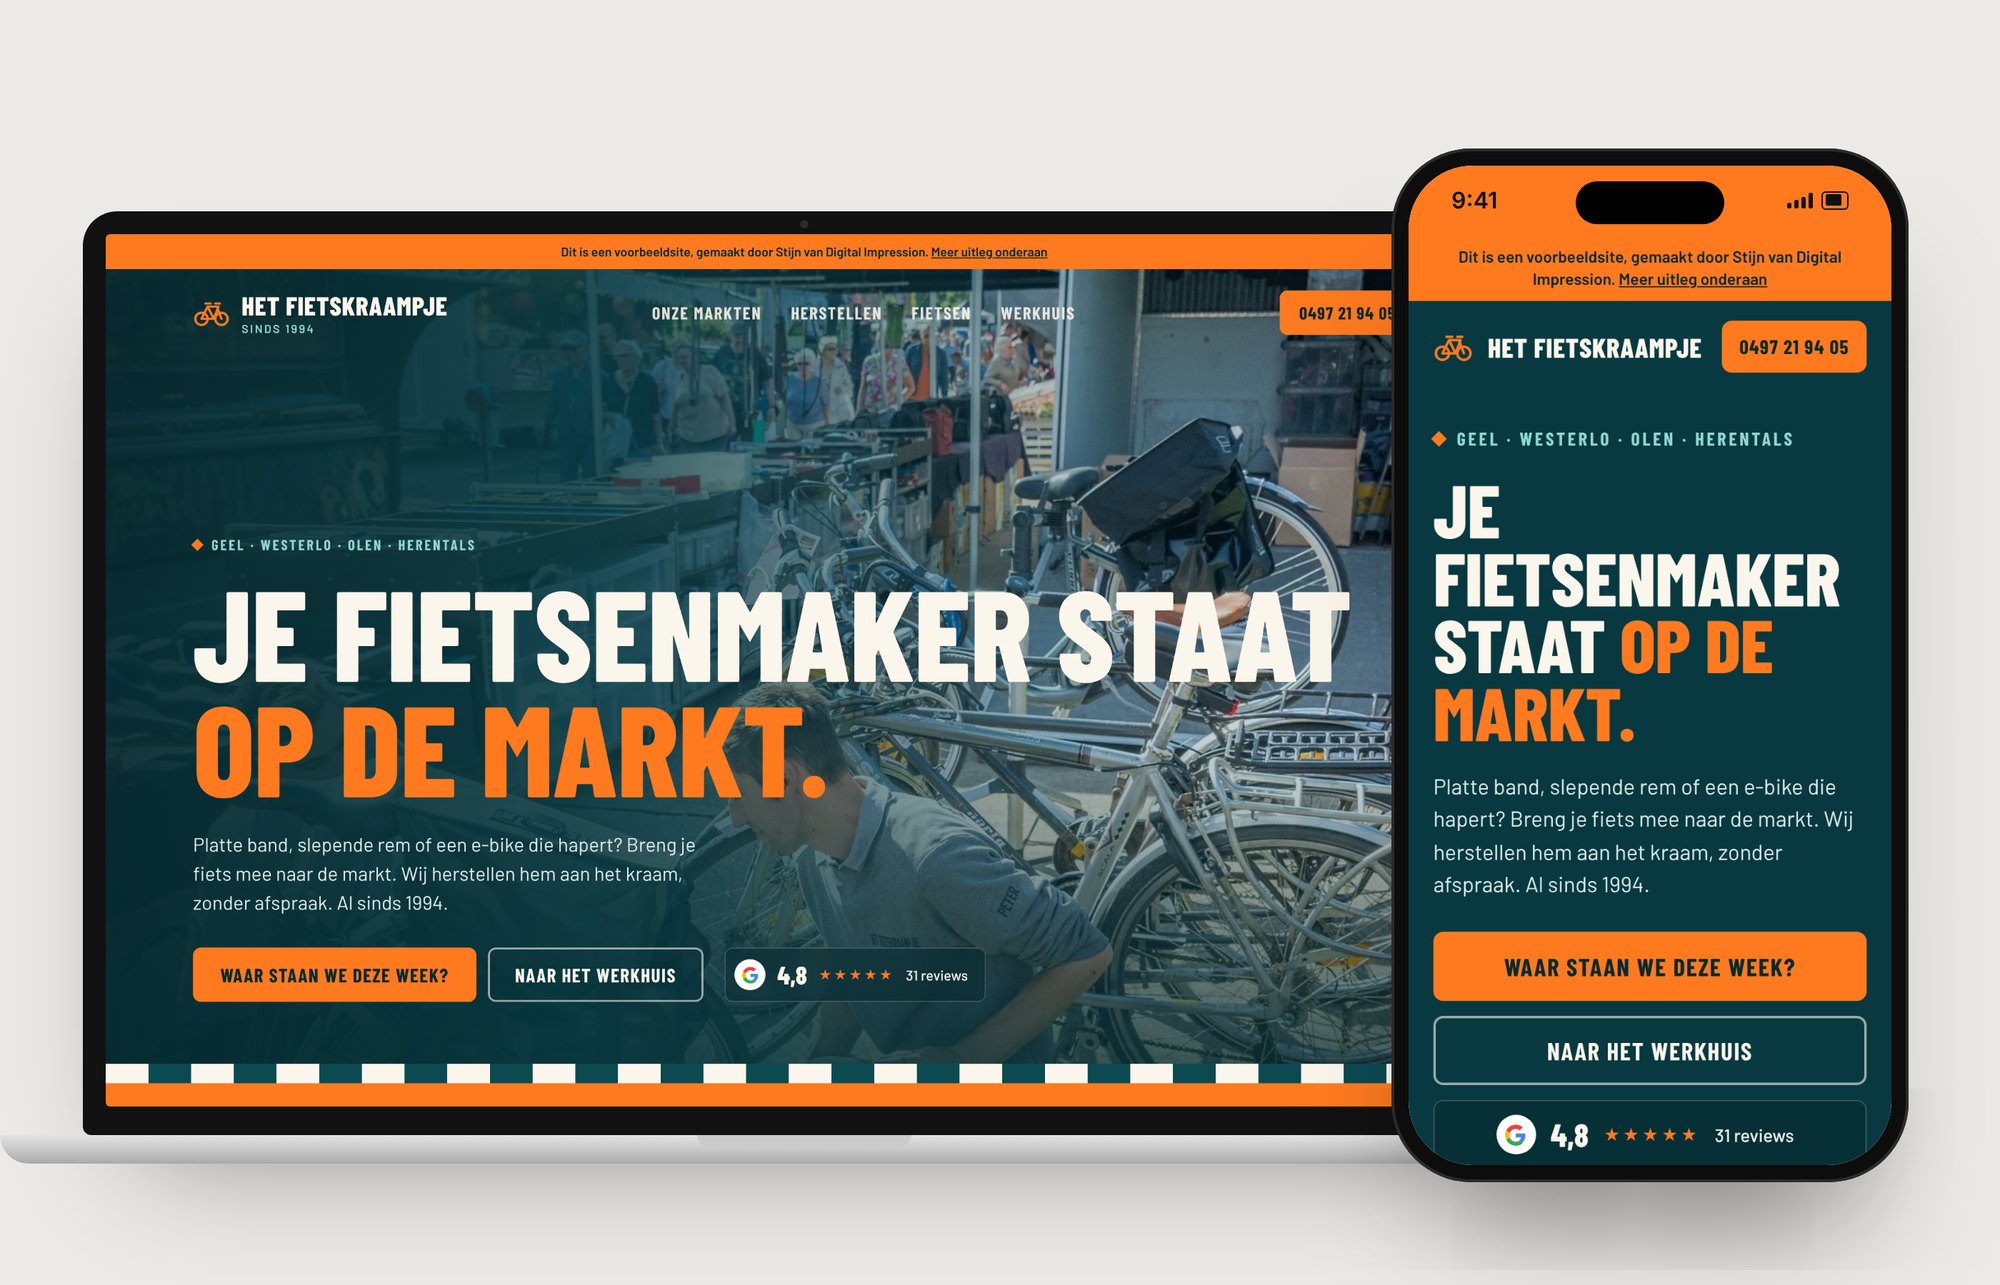 Dit is een voorbeeldsite, gemaakt door Stijn van Digital Impression. Meer uitleg onderaan
HET FIETSKRAAMPJE
SINDS 1994
ONZE MARKTEN HERSTELLEN FIETSEN WERKHUIS
0497 21 94 05
GEEL · WESTERLO · OLEN · HERENTALS
JE FIETSENMAKER STAAT
OP DE MARKT.
Platte band, slepende rem of een e-bike die hapert? Breng je
fiets mee naar de markt. Wij herstellen hem aan het kraam,
zonder afspraak. Al sinds 1994.
WAAR STAAN WE DEZE WEEK?
NAAR HET WERKHUIS
G 4,8 ★★★★★ 31 reviews
PETER
9:41
Dit is een voorbeeldsite, gemaakt door Stijn van Digital
Impression. Meer uitleg onderaan
HET FIETSKRAAMPJE
0497 21 94 05
GEEL · WESTERLO · OLEN · HERENTALS
JE
FIETSENMAKER
STAAT OP DE
MARKT.
Platte band, slepende rem of een e-bike die
hapert? Breng je fiets mee naar de markt. Wij
herstellen hem aan het kraam, zonder
afspraak. Al sinds 1994.
WAAR STAAN WE DEZE WEEK?
NAAR HET WERKHUIS
G 4,8 ★★★★★ 31 reviews